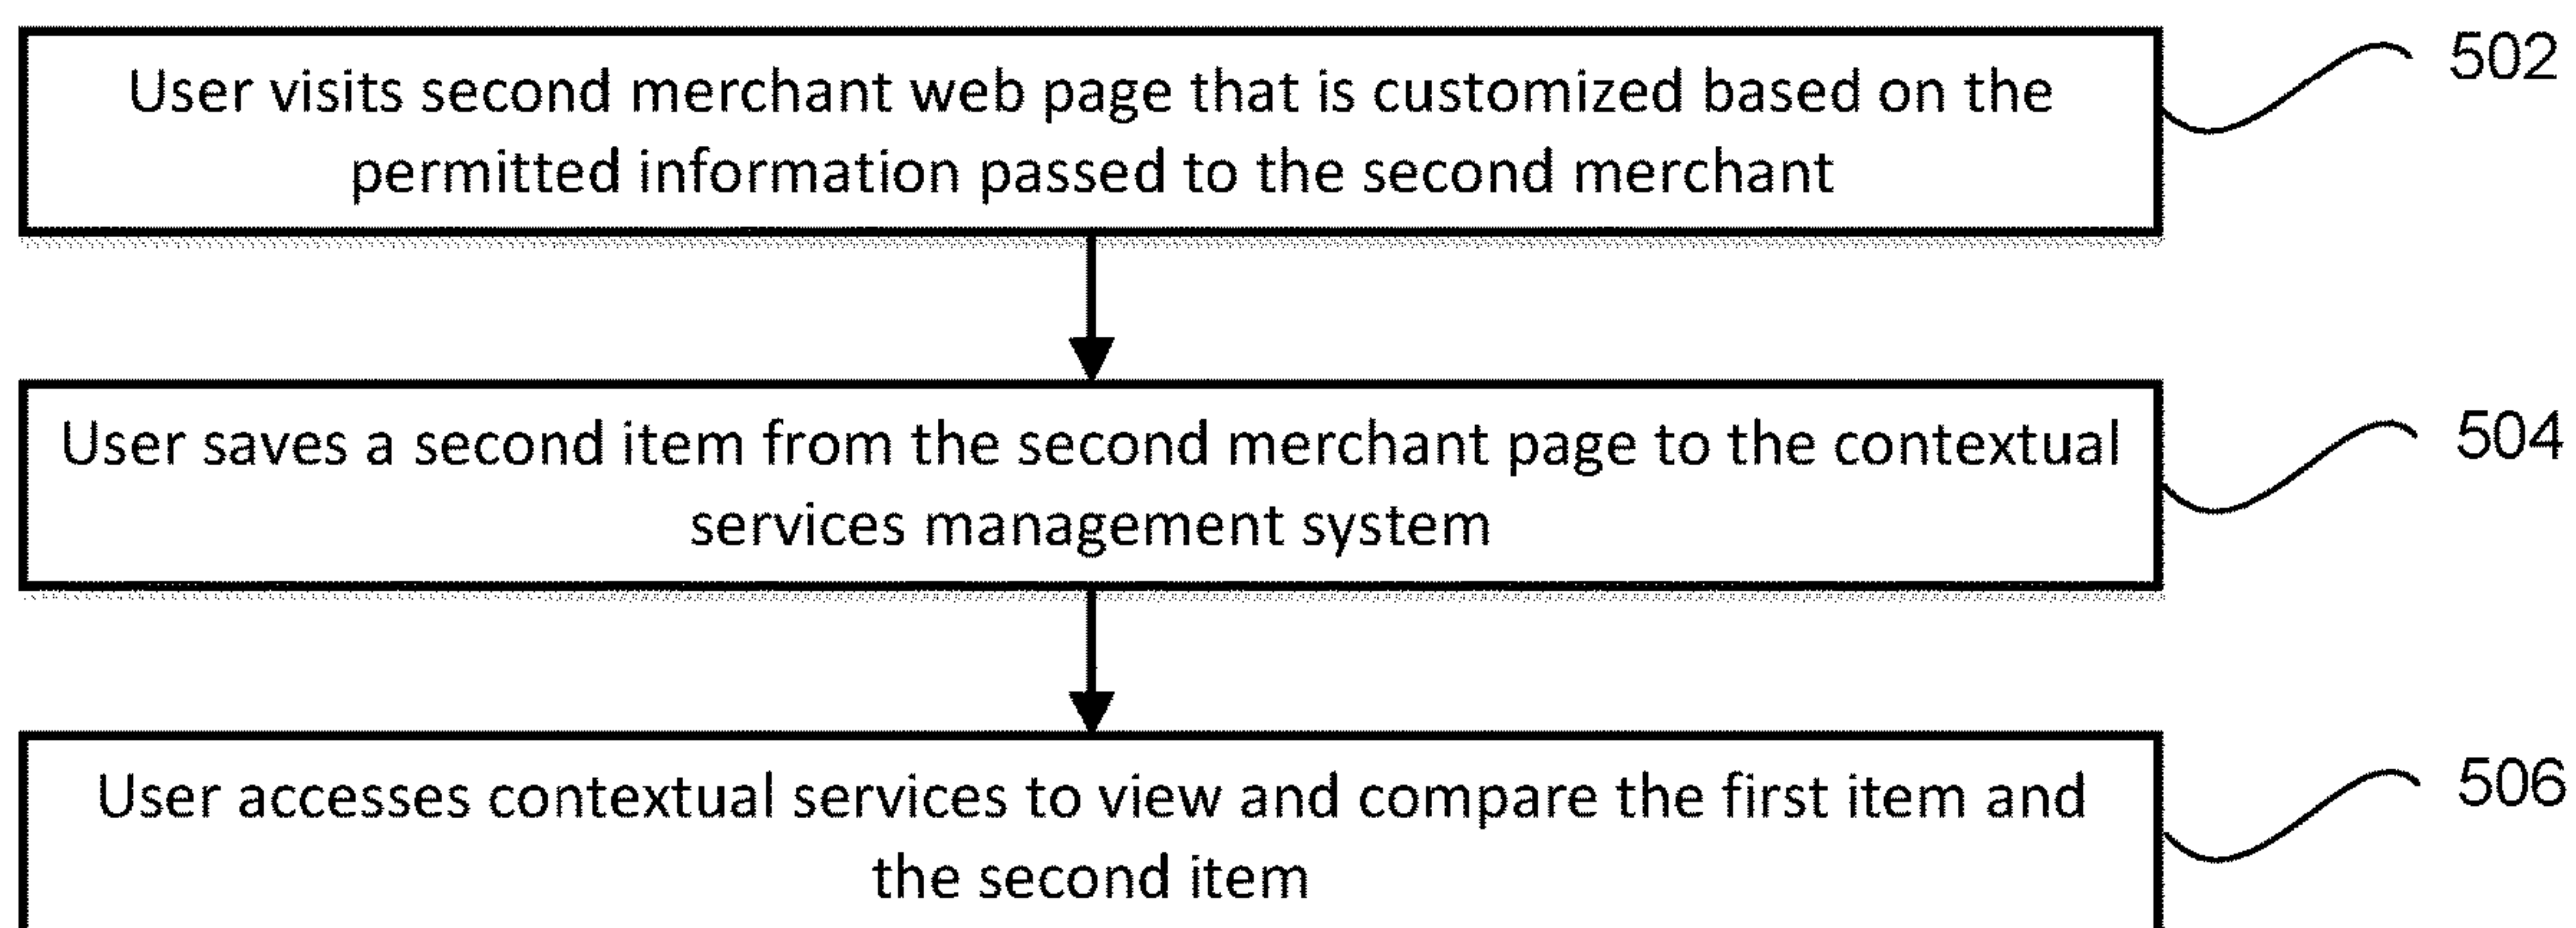 User visits second merchant web page that is customized based on the
permitted information passed to the second merchant
502
User saves a second item from the second merchant page to the contextual
services management system
504
User accesses contextual services to view and compare the first item and
the second item
506